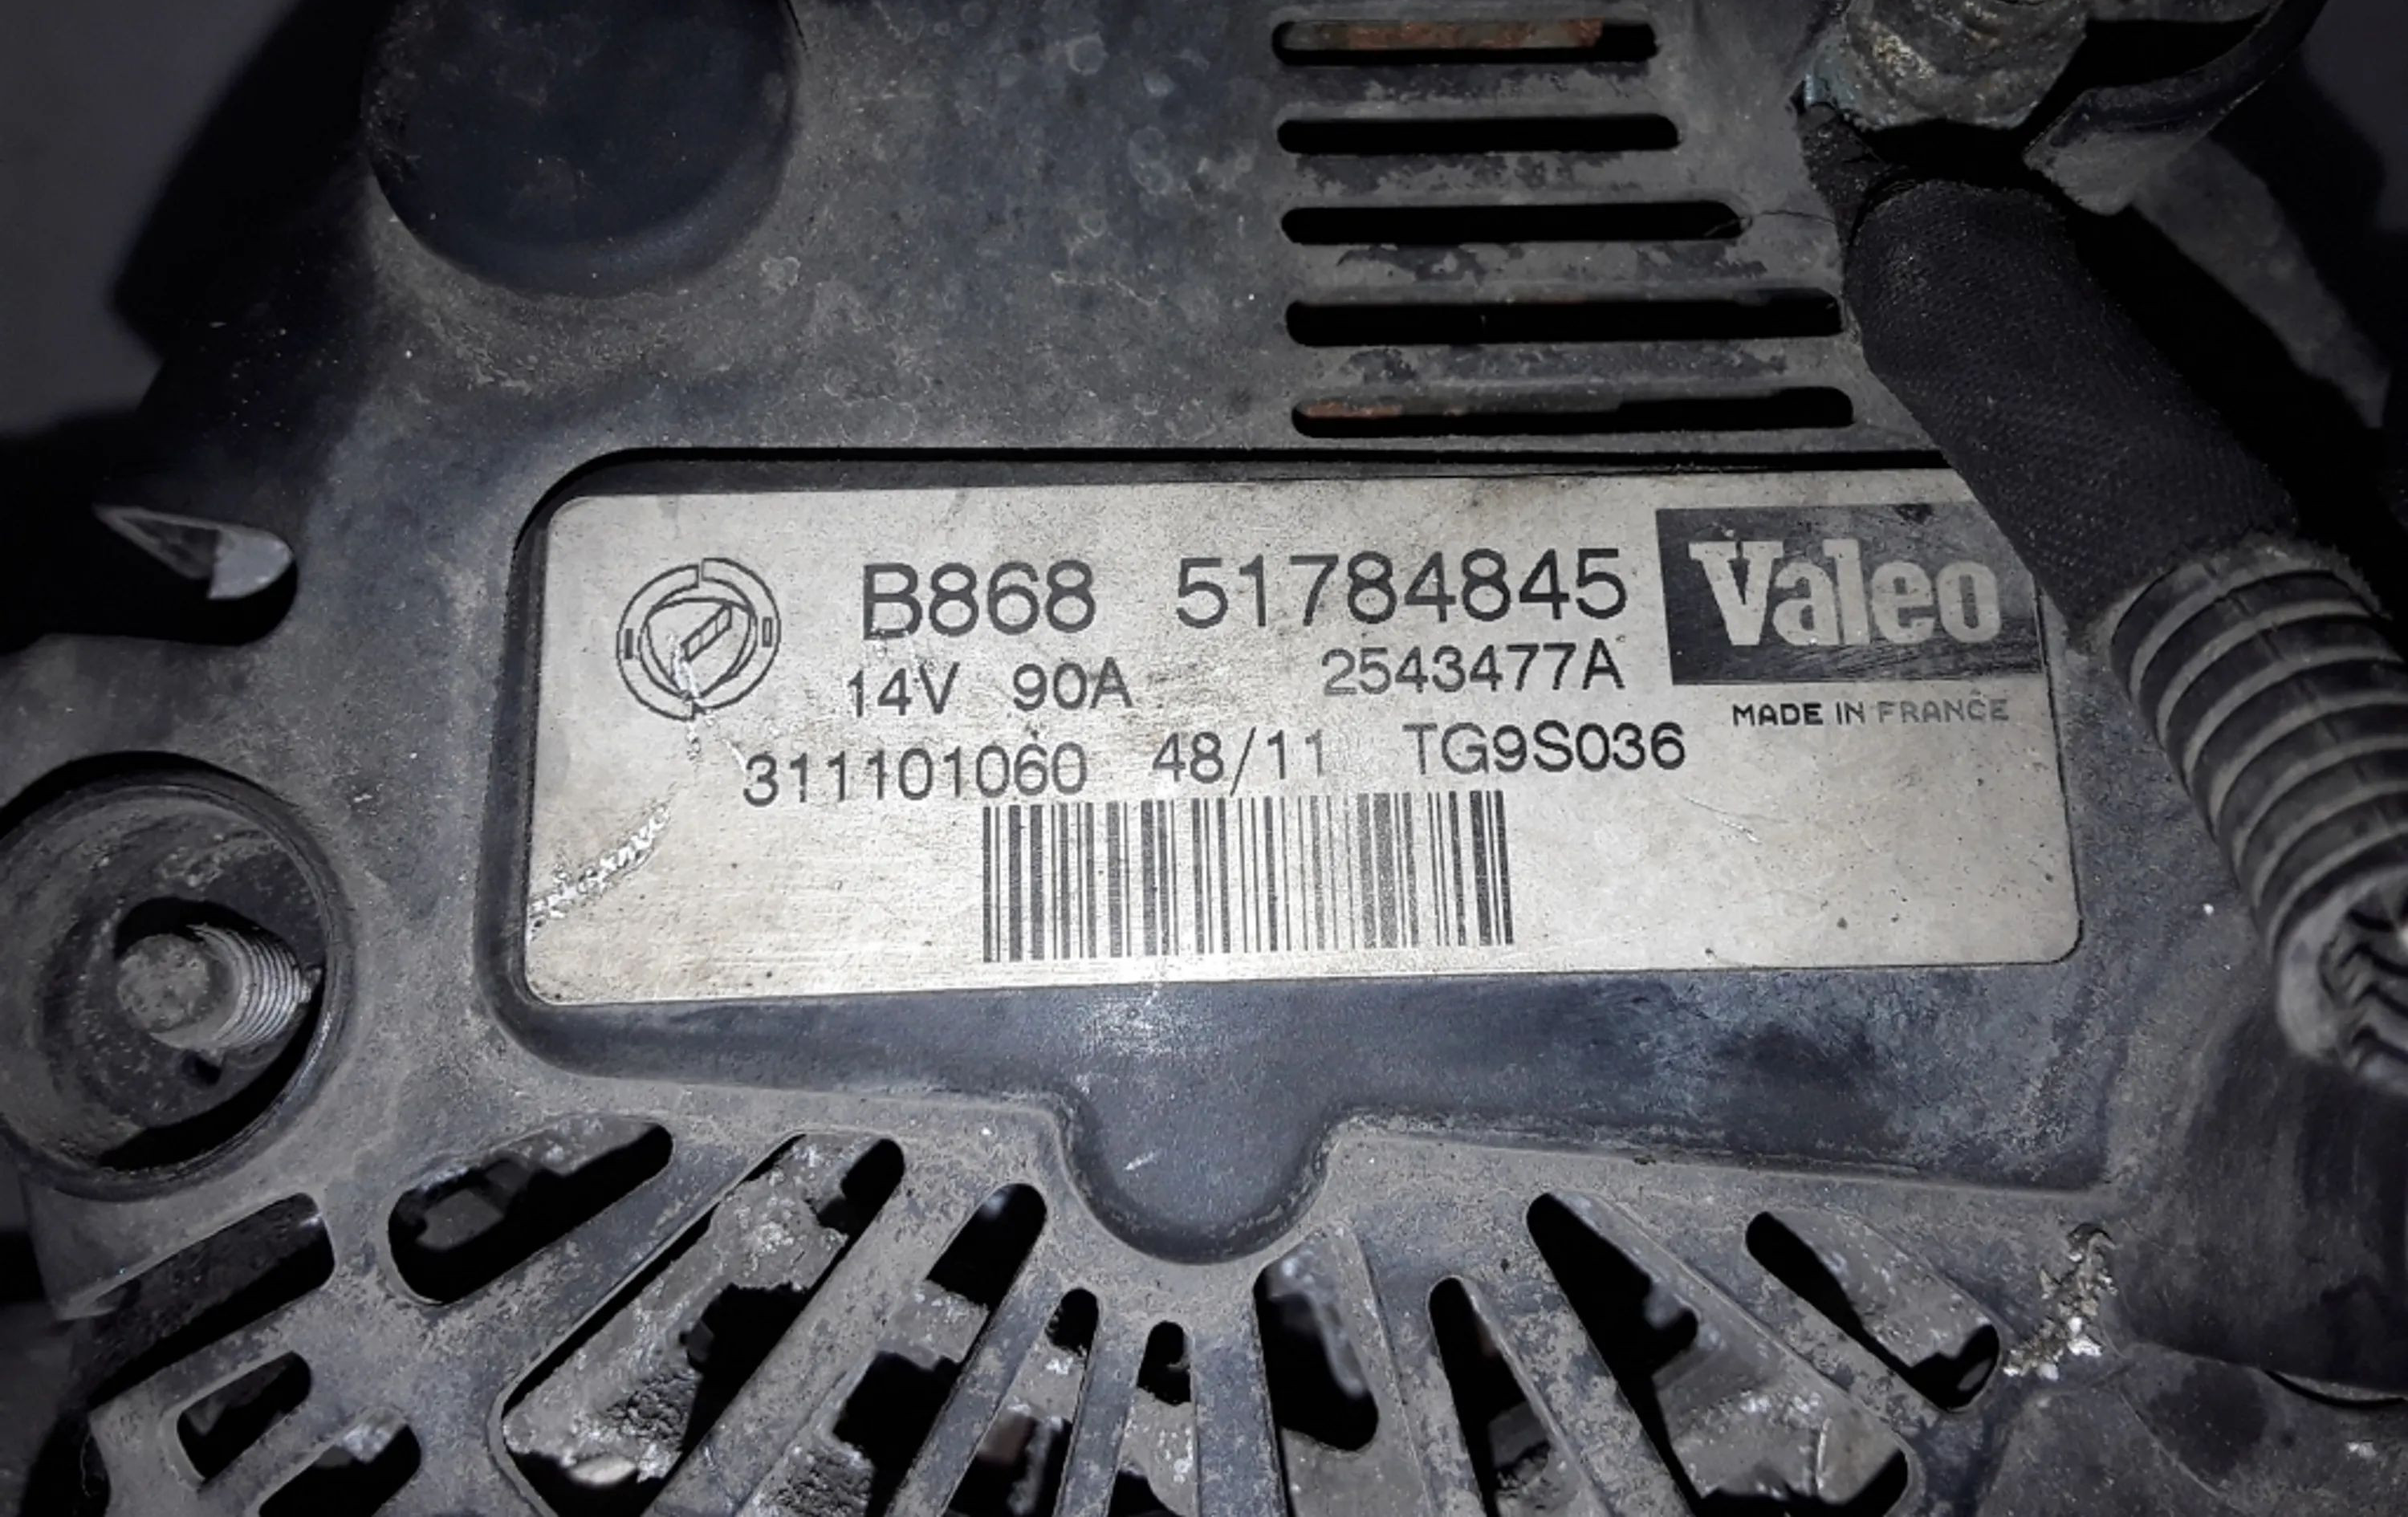 B868 51784845
Valeo
14V 90A 2543477A
MADE IN FRANCE
311101060 48/11 TG9S036